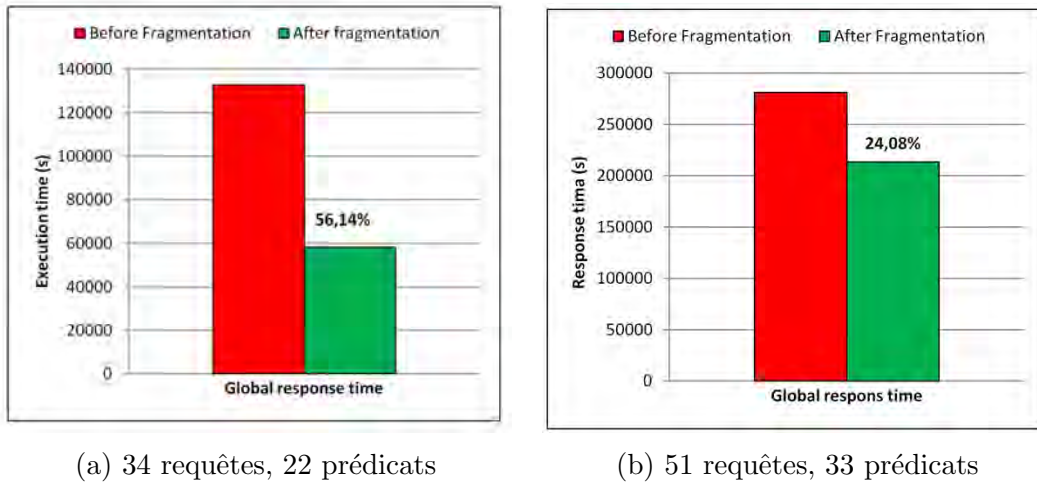 Before Fragmentation After fragmentation
140000
120000
100000
80000
60000
40000
20000
0
Execution time (s)
56,14%
Global response time
(a) 34 requêtes, 22 prédicats
Before Fragmentation After Fragmentation
300000
250000
200000
150000
100000
50000
0
Response tima (s)
24,08%
Global respons time
(b) 51 requêtes, 33 prédicats